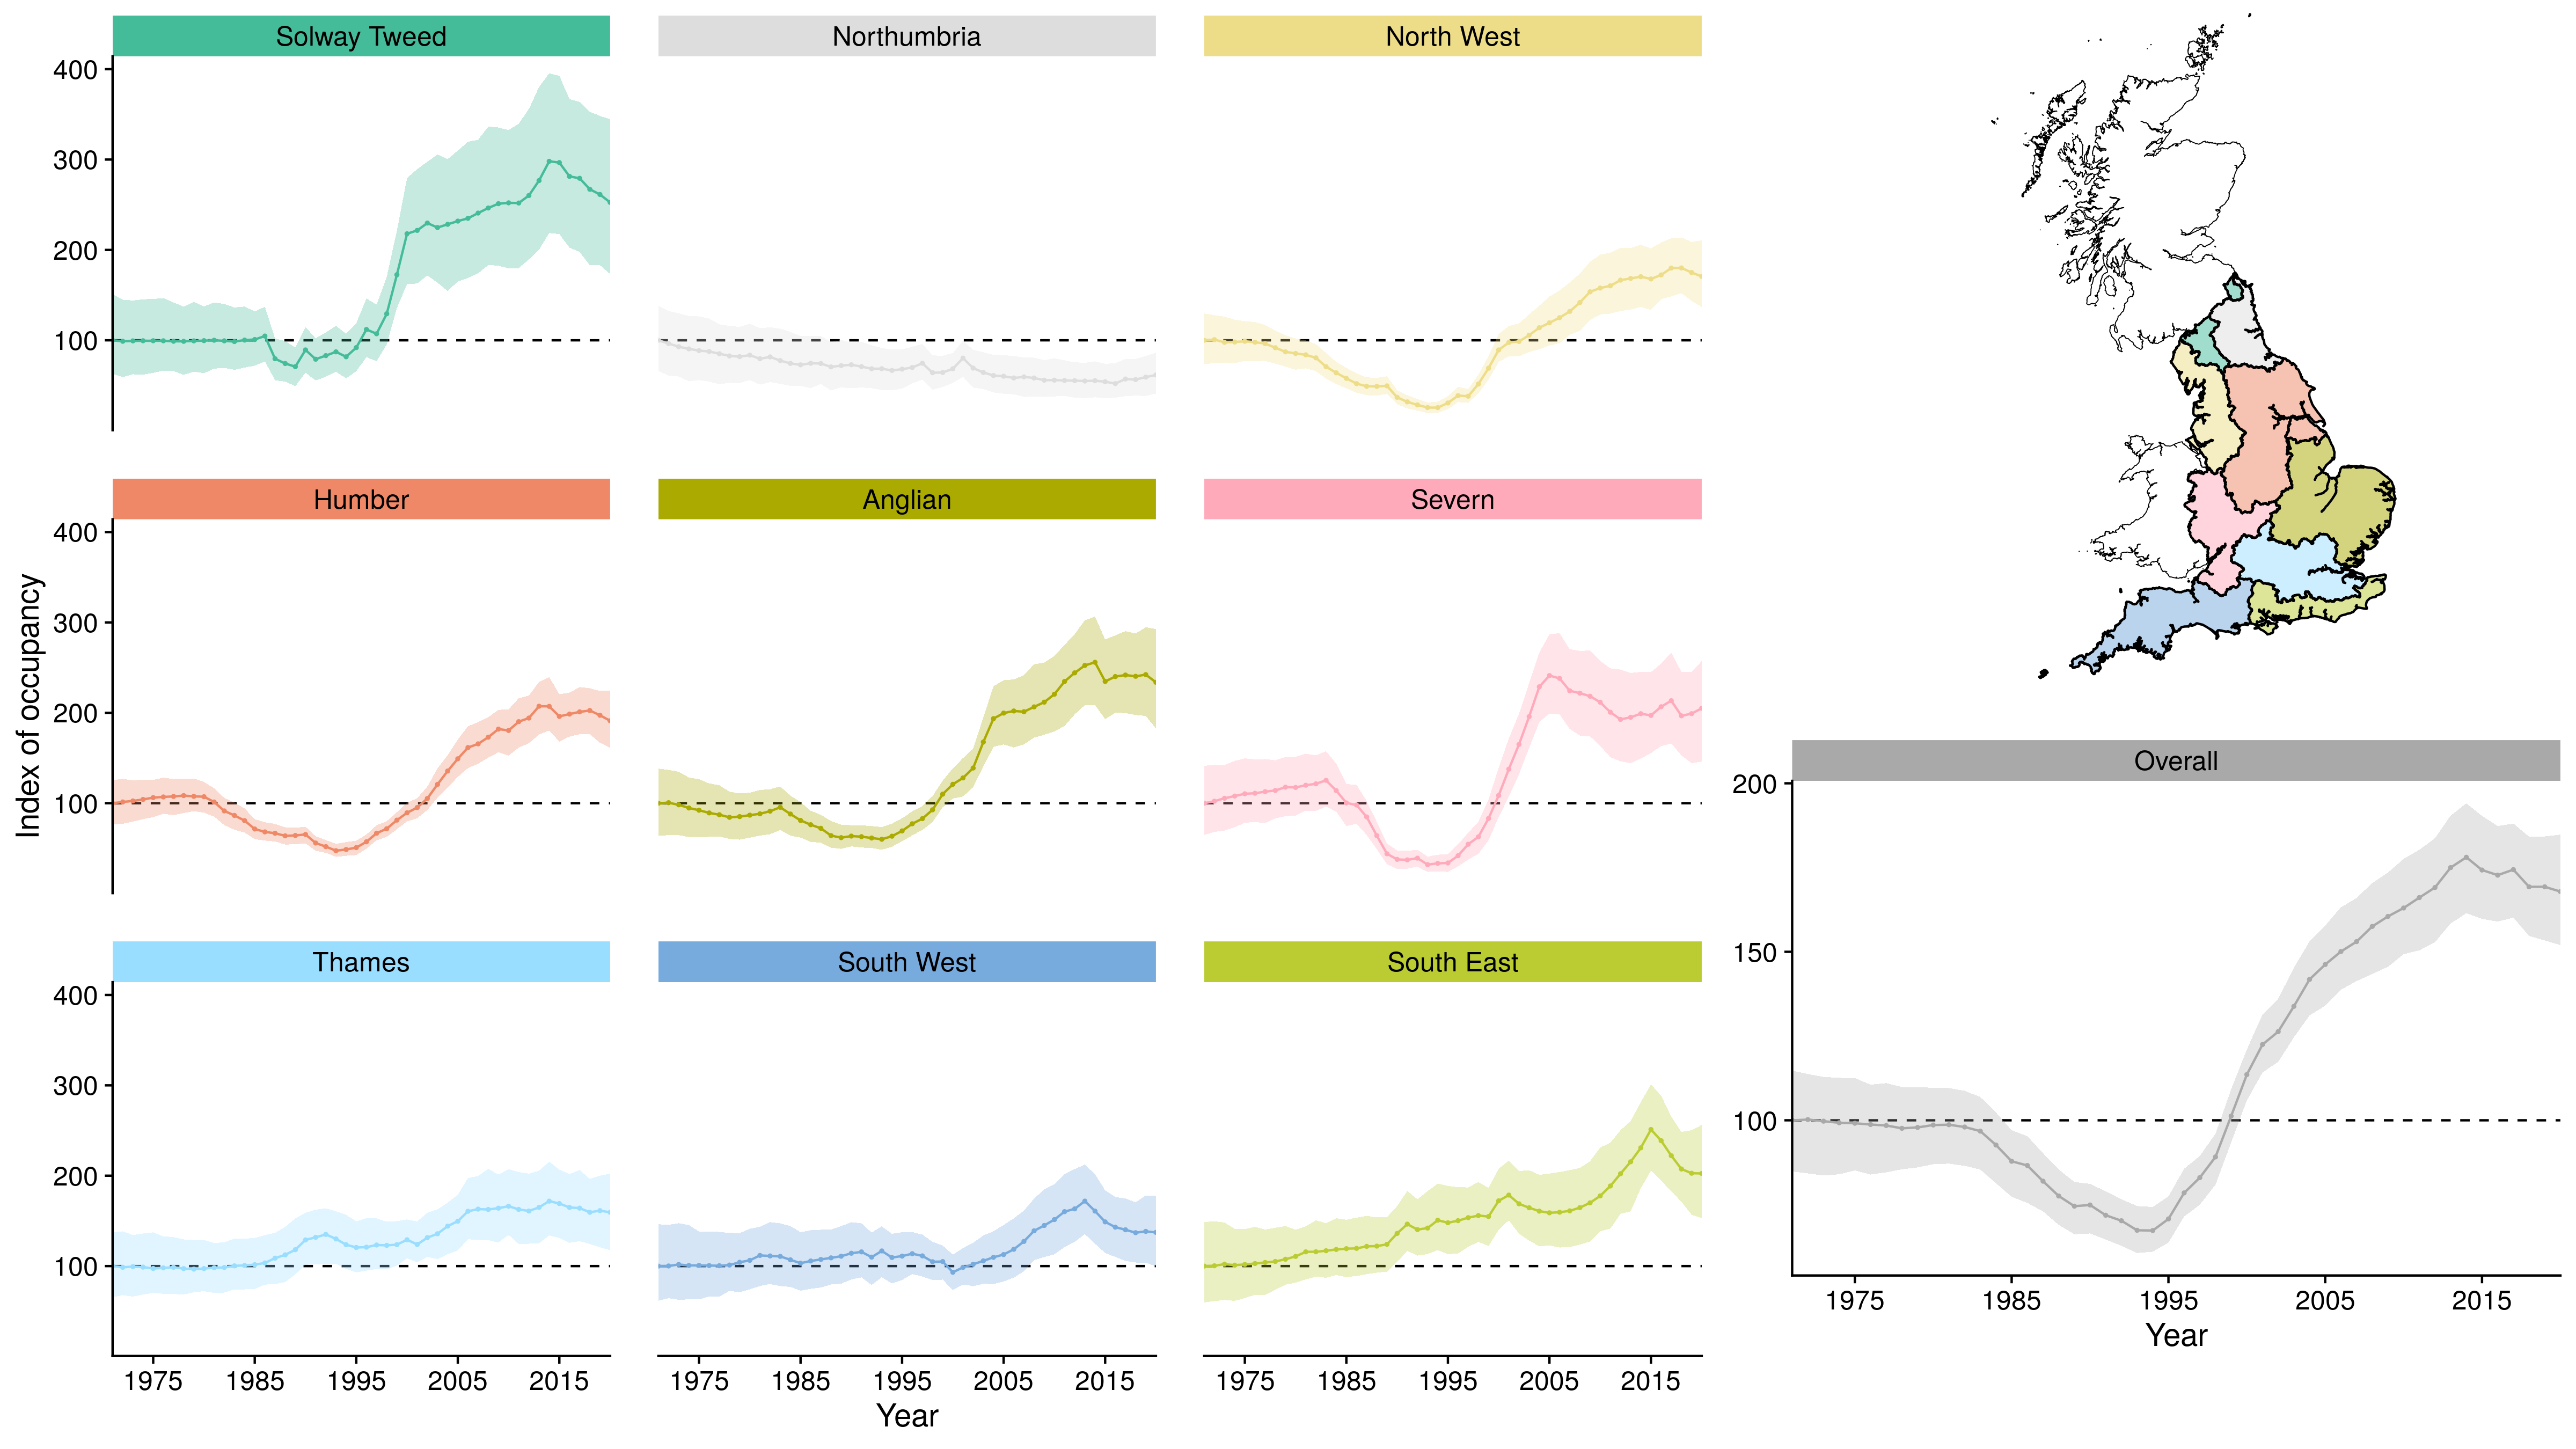 Solway Tweed
Northumbria
North West
400
300
200
100
Humber
Anglian
Severn
400
300
200
100
Index of occupancy
Thames
South West
South East
400
300
200
100
1975 1985 1995 2005 2015
1975 1985 1995 2005 2015
1975 1985 1995 2005 2015
Year
Overall
200
150
100
1975 1985 1995 2005 2015
Year